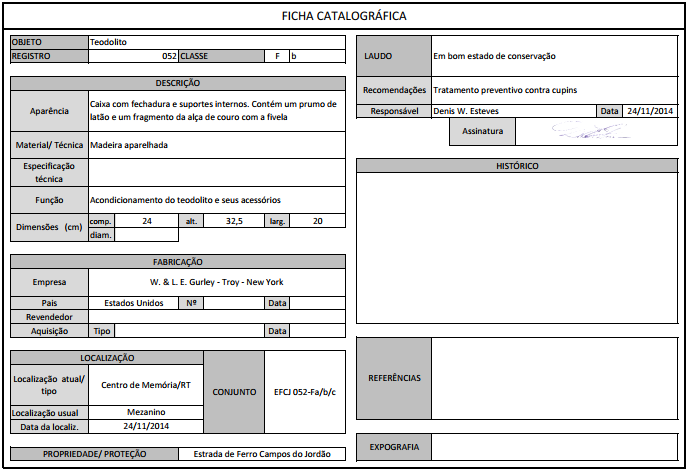 FICHA CATALOGRÁFICA
OBJETO Teodolito
REGISTRO 052 CLASSE F b
DESCRIÇÃO
Aparência Caixa com fechadura e suportes internos. Contém um prumo de
latão e um fragmento da alça de couro com a fivela
Material/ Técnica Madeira aparelhada
Especificação
técnica
Função Acondicionamento do teodolito e seus acessórios
Dimensões (cm) comp. 24 alt. 32,5 larg. 20
diam.
FABRICAÇÃO
Empresa W. & L. E. Gurley - Troy - New York
Pais Estados Unidos Nº Data
Revendedor
Aquisição Tipo Data
LOCALIZAÇÃO
Localização atual/
tipo Centro de Memória/RT
Localização usual Mezanino
Data da localiz. 24/11/2014
CONJUNTO EFCJ 052-Fa/b/c
PROPRIEDADE/ PROTEÇÃO Estrada de Ferro Campos do Jordão
LAUDO Em bom estado de conservação
Recomendações Tratamento preventivo contra cupins
Responsável Denis W. Esteves Data 24/11/2014
Assinatura
HISTÓRICO
REFERÊNCIAS
EXPOGRAFIA